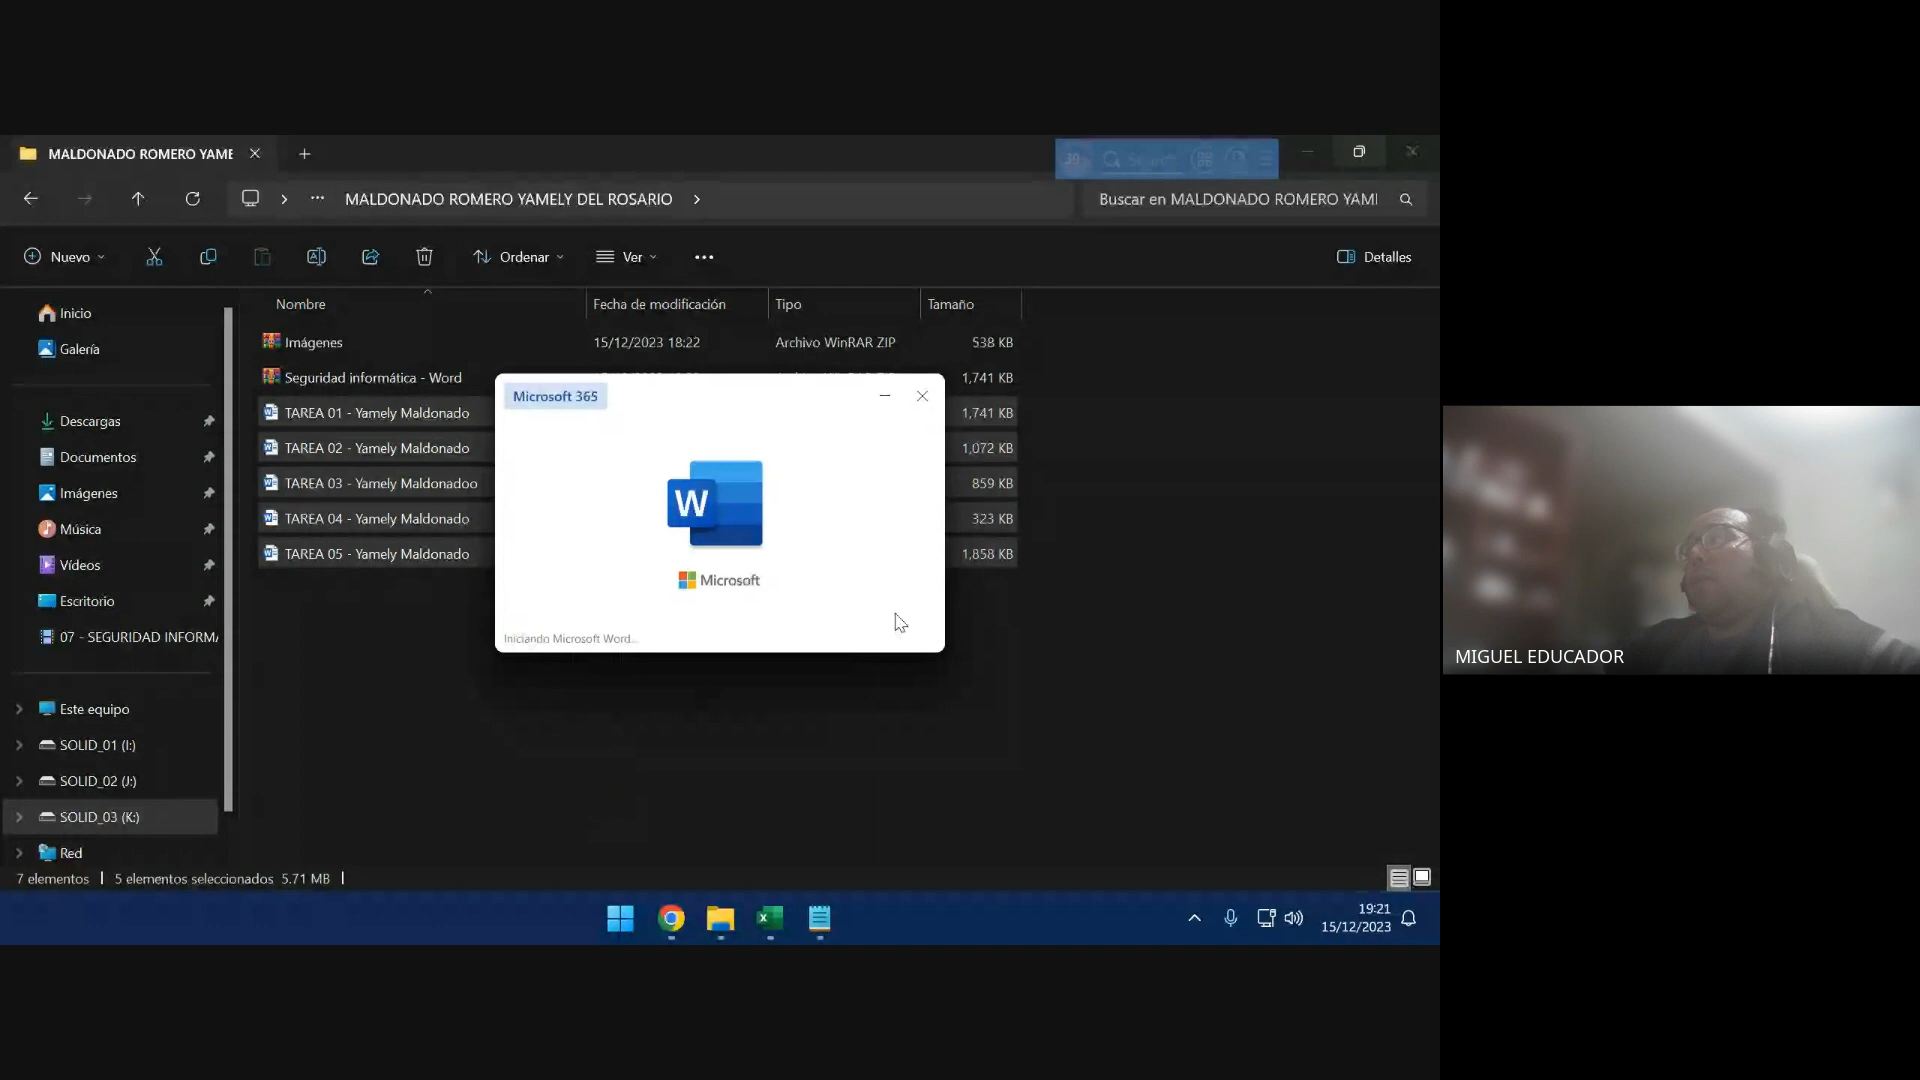 MALDONADO ROMERO YAME
MALDONADO ROMERO YAMELY DEL ROSARIO
Buscar en MALDONADO ROMERO YAMI
Nuevo
Ordenar
Ver
Detalles
Nombre
Fecha de modificación
Tipo
Tamaño
Inicio
Galería
Descargas
Documentos
Imágenes
Música
Vídeos
Escritorio
07 - SEGURIDAD INFORMA
Este equipo
SOLID_01 (I:)
SOLID_02 (J:)
SOLID_03 (K:)
Red
Imágenes 15/12/2023 18:22 Archivo WinRAR ZIP 538 KB
Seguridad informática - Word 1,741 KB
TAREA 01 - Yamely Maldonado 1,741 KB
TAREA 02 - Yamely Maldonado 1,072 KB
TAREA 03 - Yamely Maldonadoo 859 KB
TAREA 04 - Yamely Maldonado 323 KB
TAREA 05 - Yamely Maldonado 1,858 KB
Microsoft 365
W
Microsoft
Iniciando Microsoft Word...
7 elementos
5 elementos seleccionados 5.71 MB
19:21
15/12/2023
MIGUEL EDUCADOR